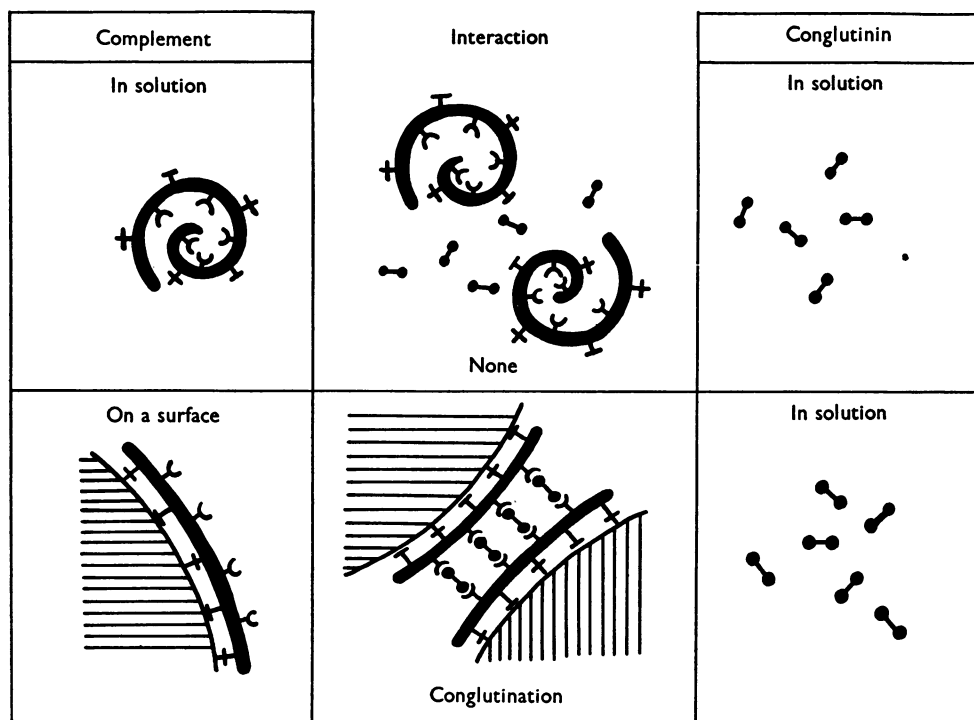 Complement
Interaction
Conglutinin
In solution
In solution
None
On a surface
In solution
Conglutination